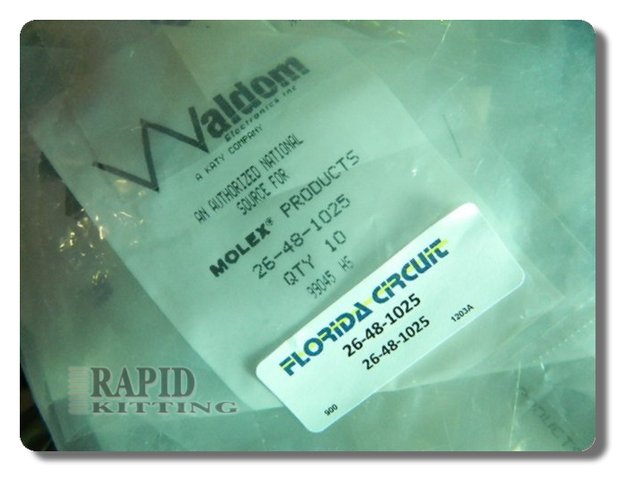 Waldom
Electronics Inc
A KATY COMPANY
AN AUTHORIZED NATIONAL
SOURCE FOR
MOLEX® PRODUCTS
26-48-1025
QTY 10
39045 HS
FLORIDA CIRCUIT
26-48-1025
26-48-1025
900
1203A
RAPID
KITTING